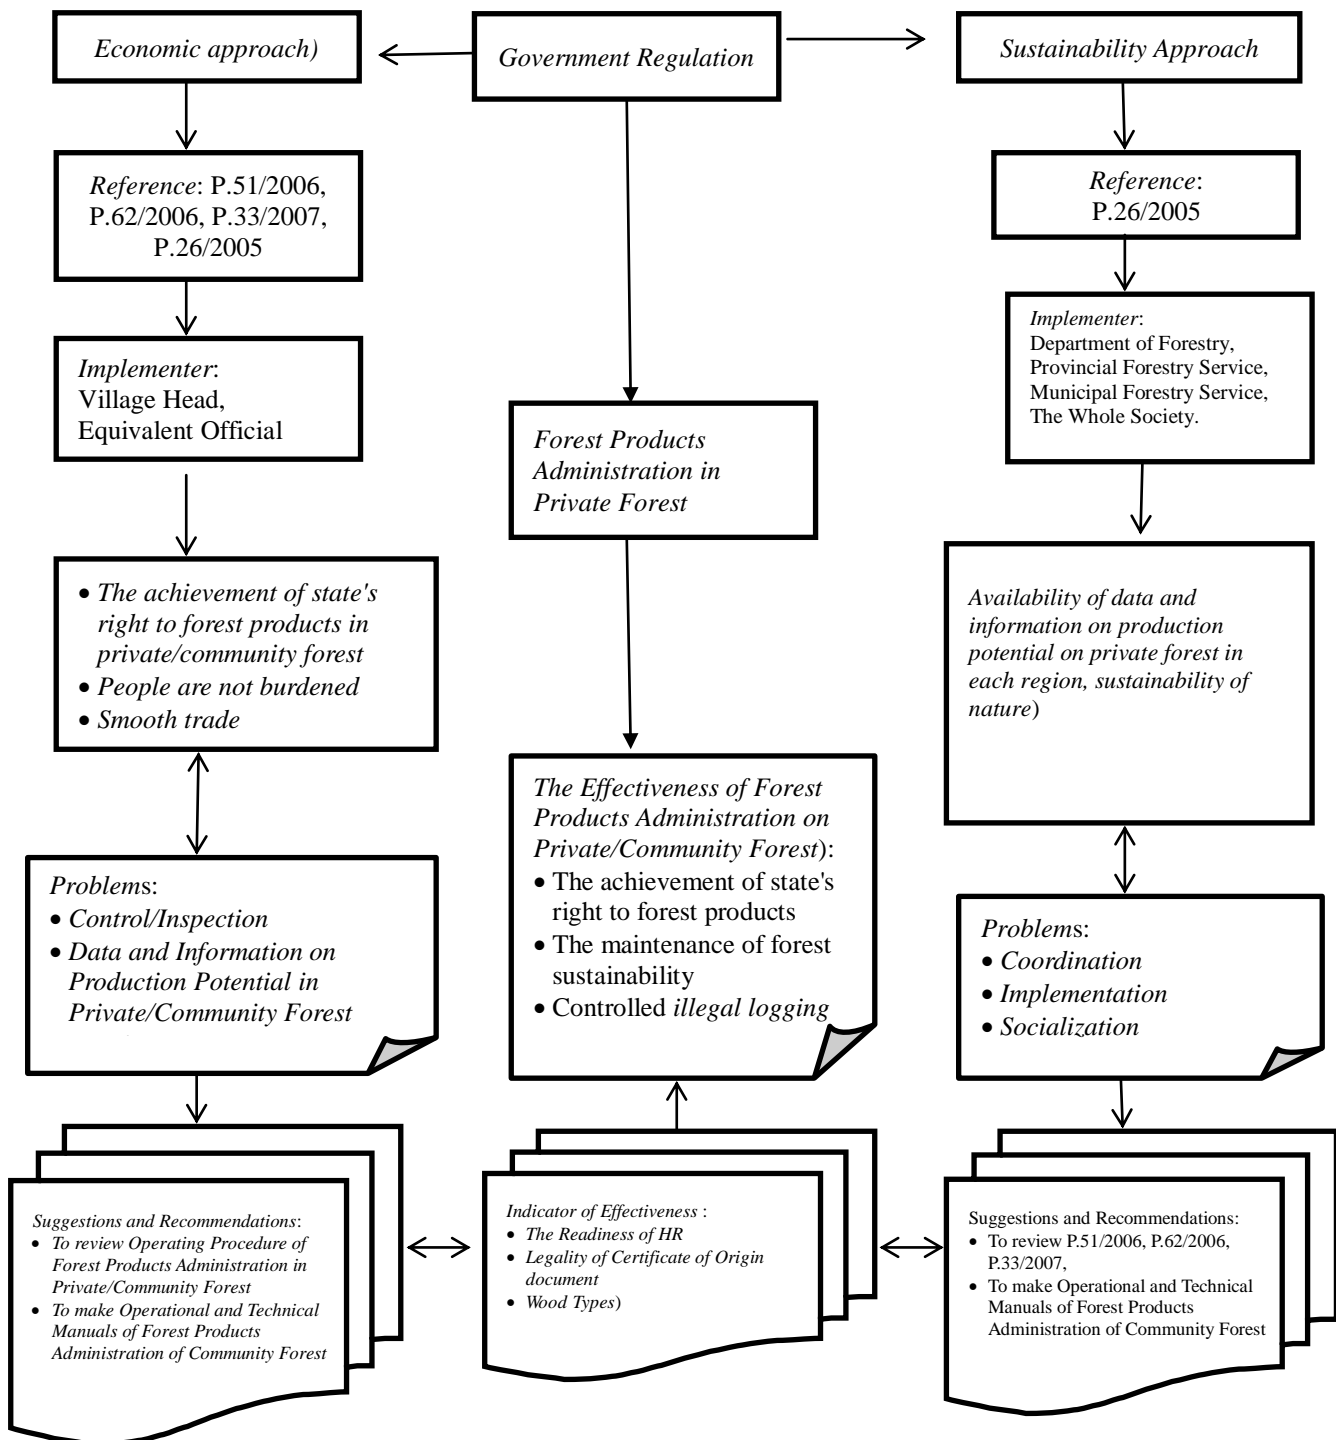 Economic approach)
Government Regulation
Sustainability Approach
Reference: P.51/2006,
P.62/2006, P.33/2007,
P.26/2005
Reference:
P.26/2005
Implementer:
Village Head,
Equivalent Official
Forest Products
Administration in
Private Forest
Implementer:
Department of Forestry,
Provincial Forestry Service,
Municipal Forestry Service,
The Whole Society.
• The achievement of state's
right to forest products in
private/community forest
• People are not burdened
• Smooth trade
Availability of data and
information on production
potential on private forest in
each region, sustainability of
nature)
Problems:
• Control/Inspection
• Data and Information on
Production Potential in
Private/Community Forest
The Effectiveness of Forest
Products Administration on
Private/Community Forest):
• The achievement of state's
right to forest products
• The maintenance of forest
sustainability
• Controlled illegal logging
Problems:
• Coordination
• Implementation
• Socialization
Suggestions and Recommendations:
• To review Operating Procedure of
Forest Products Administration in
Private/Community Forest
• To make Operational and Technical
Manuals of Forest Products
Administration of Community Forest
Indicator of Effectiveness :
• The Readiness of HR
• Legality of Certificate of Origin
document
• Wood Types)
Suggestions and Recommendations:
• To review P.51/2006, P.62/2006,
P.33/2007,
• To make Operational and Technical
Manuals of Forest Products
Administration of Community Forest